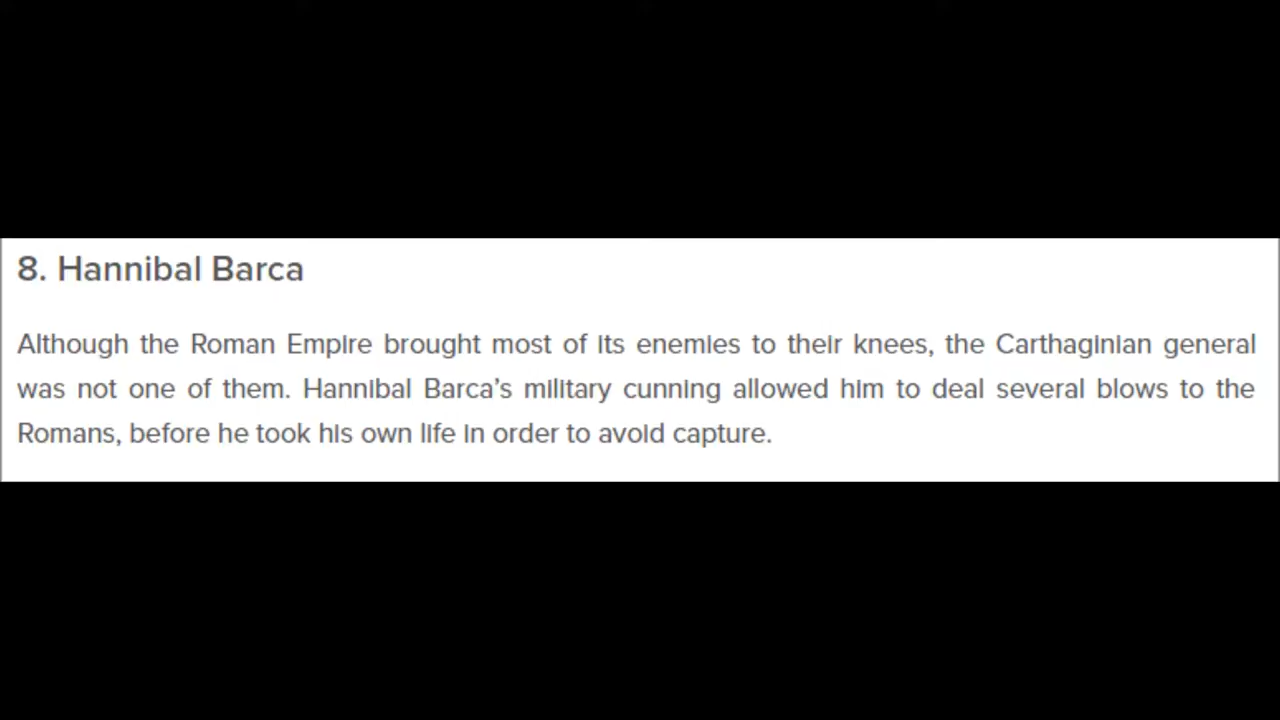 8. Hannibal Barca
Although the Roman Empire brought most of its enemies to their knees, the Carthaginian general
was not one of them. Hannibal Barca’s military cunning allowed him to deal several blows to the
Romans, before he took his own life in order to avoid capture.